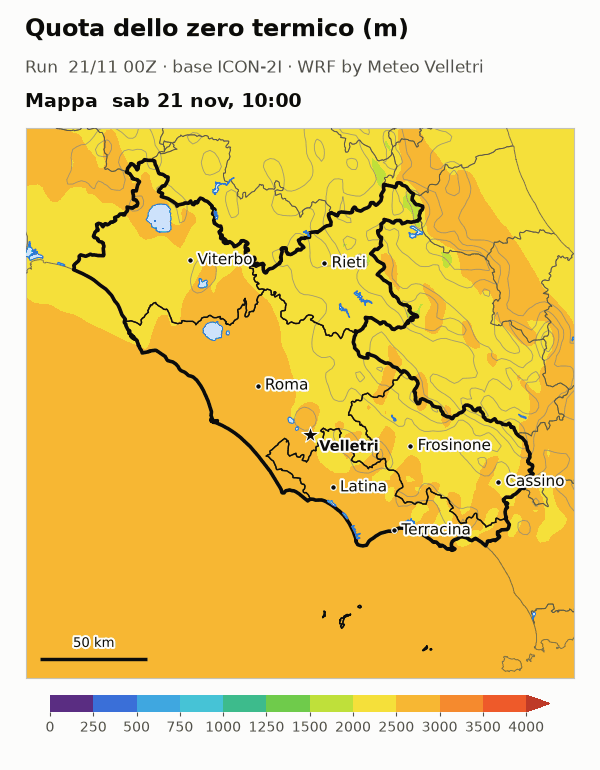 Quota dello zero termico (m)
Run  21/11 00Z · base ICON-2I · WRF by Meteo Velletri
Mappa  sab 21 nov, 10:00
Viterbo
Rieti
Roma
Velletri
Frosinone
Cassino
Latina
Terracina
50 km
0 250 500 750 1000 1250 1500 2000 2500 3000 3500 4000